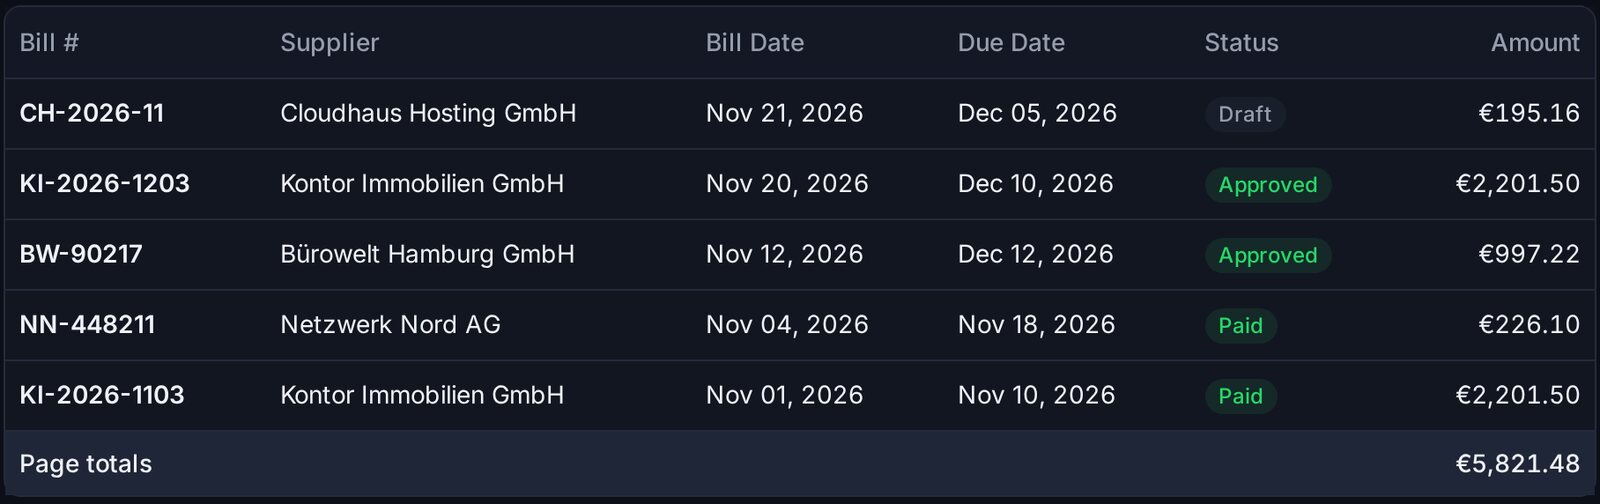 Bill # Supplier Bill Date Due Date Status Amount
CH-2026-11 Cloudhaus Hosting GmbH Nov 21, 2026 Dec 05, 2026 Draft €195.16
KI-2026-1203 Kontor Immobilien GmbH Nov 20, 2026 Dec 10, 2026 Approved €2,201.50
BW-90217 Bürowelt Hamburg GmbH Nov 12, 2026 Dec 12, 2026 Approved €997.22
NN-448211 Netzwerk Nord AG Nov 04, 2026 Nov 18, 2026 Paid €226.10
KI-2026-1103 Kontor Immobilien GmbH Nov 01, 2026 Nov 10, 2026 Paid €2,201.50
Page totals €5,821.48